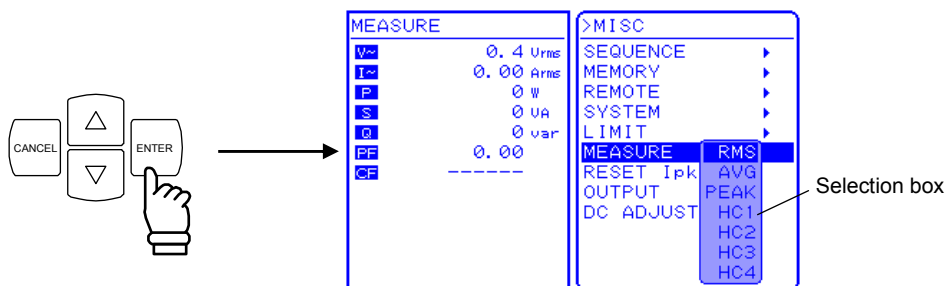 CANCEL
ENTER
MEASURE
V~ 0.4 Vrms
I~ 0.00 Arms
P 0 W
S 0 VA
Q 0 var
PF 0.00
CF ------
>MISC
SEQUENCE
MEMORY
REMOTE
SYSTEM
LIMIT
MEASURE RMS
RESET Ipk AVG
OUTPUT PEAK
DC ADJUST HC1
HC2
HC3
HC4
Selection box